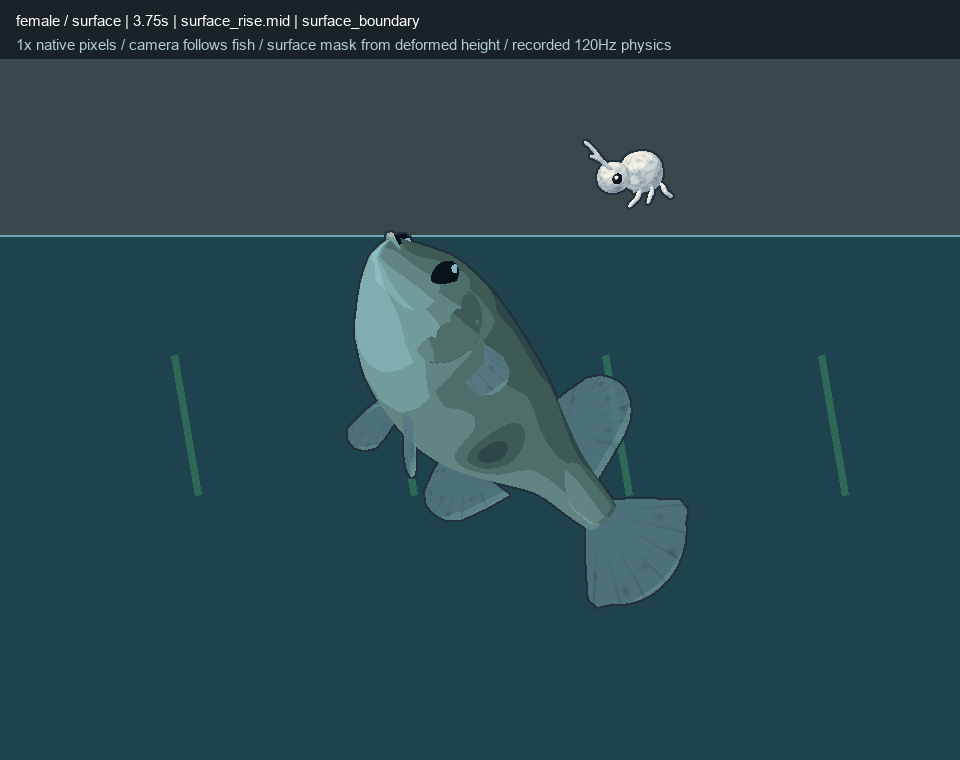 female / surface | 3.75s | surface_rise.mid | surface_boundary
1x native pixels / camera follows fish / surface mask from deformed height / recorded 120Hz physics